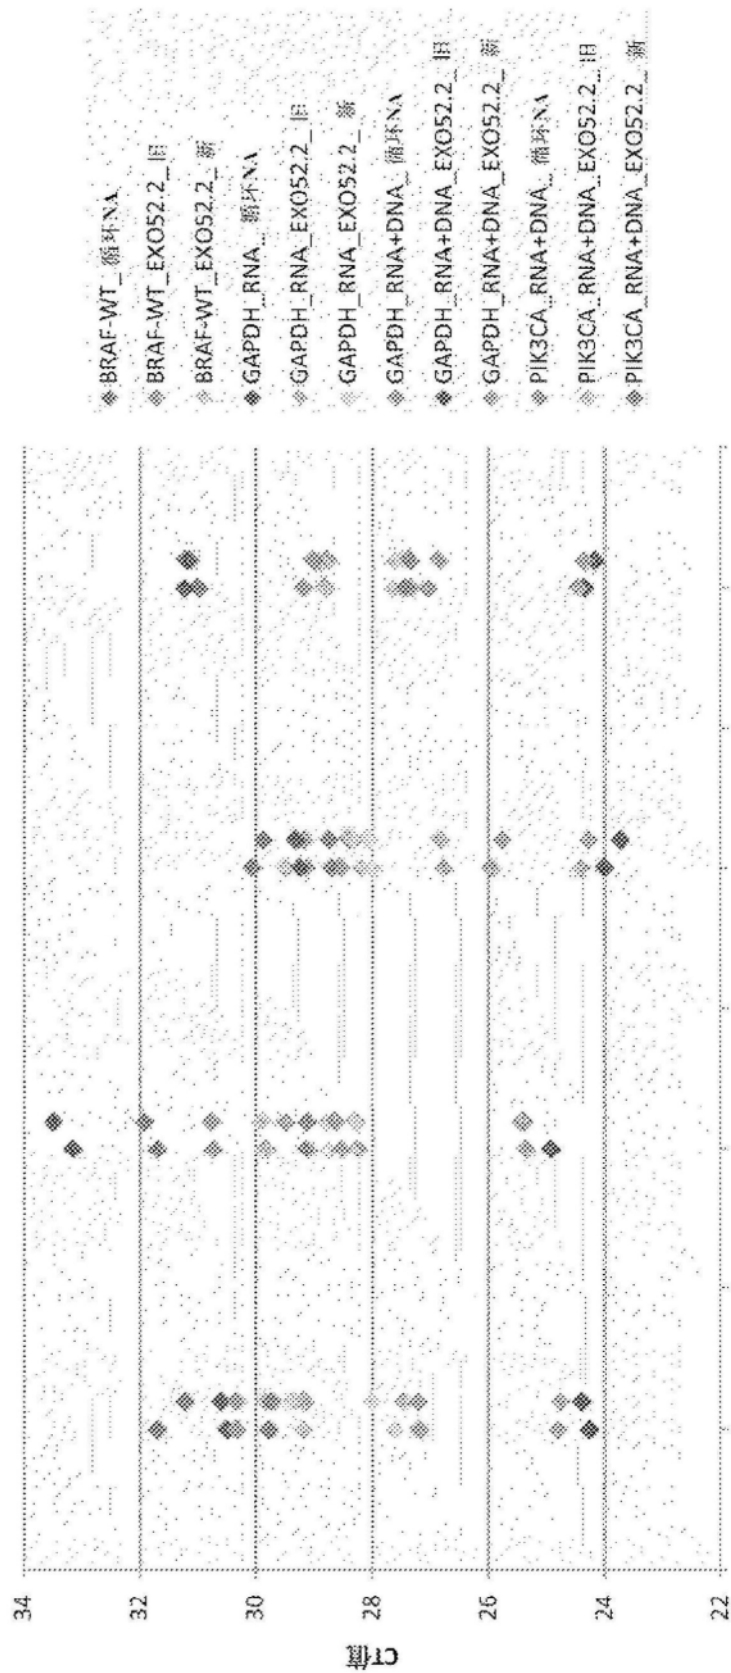 BRAF-WT_循环NA
BRAF-WT_EXO52.2_旧
BRAF-WT_EXO52.2_新
GAPDH_RNA_循环NA
GAPDH_RNA_EXO52.2_旧
GAPDH_RNA_EXO52.2_新
GAPDH_RNA+DNA_循环NA
GAPDH_RNA+DNA_EXO52.2_旧
GAPDH_RNA+DNA_EXO52.2_新
PIK3CA_RNA+DNA_循环NA
PIK3CA_RNA+DNA_EXO52.2_旧
PIK3CA_RNA+DNA_EXO52.2_新
34
32
30
28
26
24
22
CT值